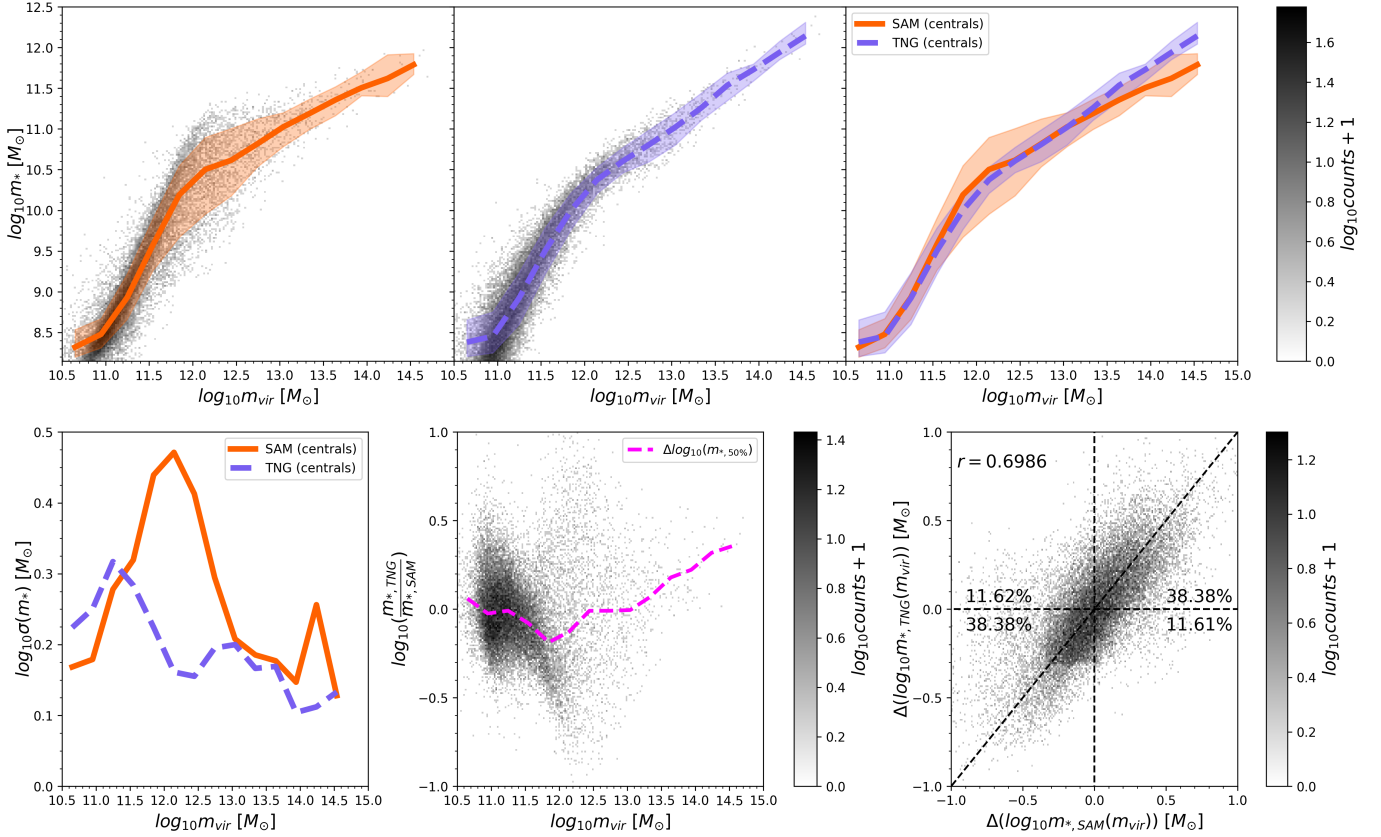 12.5
12.0
11.5
11.0
10.5
10.0
9.5
9.0
8.5
log₁₀m* [M⊙]
10.5 11.0 11.5 12.0 12.5 13.0 13.5 14.0 14.5
log₁₀mvir [M⊙]
10.5 11.0 11.5 12.0 12.5 13.0 13.5 14.0 14.5
log₁₀mvir [M⊙]
SAM (centrals)
TNG (centrals)
10.5 11.0 11.5 12.0 12.5 13.0 13.5 14.0 14.5 15.0
log₁₀mvir [M⊙]
1.6
1.4
1.2
1.0
0.8
0.6
0.4
0.2
0.0
log₁₀counts + 1
0.5
0.4
0.3
0.2
0.1
0.0
log₁₀σ(m*) [M⊙]
SAM (centrals)
TNG (centrals)
10.5 11.0 11.5 12.0 12.5 13.0 13.5 14.0 14.5 15.0
log₁₀mvir [M⊙]
1.0
0.5
0.0
−0.5
−1.0
log₁₀(m*,TNG/m*,SAM)
Δlog₁₀(m*,50%)
10.5 11.0 11.5 12.0 12.5 13.0 13.5 14.0 14.5 15.0
log₁₀mvir [M⊙]
1.4
1.2
1.0
0.8
0.6
0.4
0.2
0.0
log₁₀counts + 1
1.0
0.5
0.0
−0.5
−1.0
Δ(log₁₀m*,TNG(mvir)) [M⊙]
r = 0.6986
11.62% 38.38%
38.38% 11.61%
−1.0 −0.5 0.0 0.5 1.0
Δ(log₁₀m*,SAM(mvir)) [M⊙]
1.2
1.0
0.8
0.6
0.4
0.2
0.0
log₁₀counts + 1